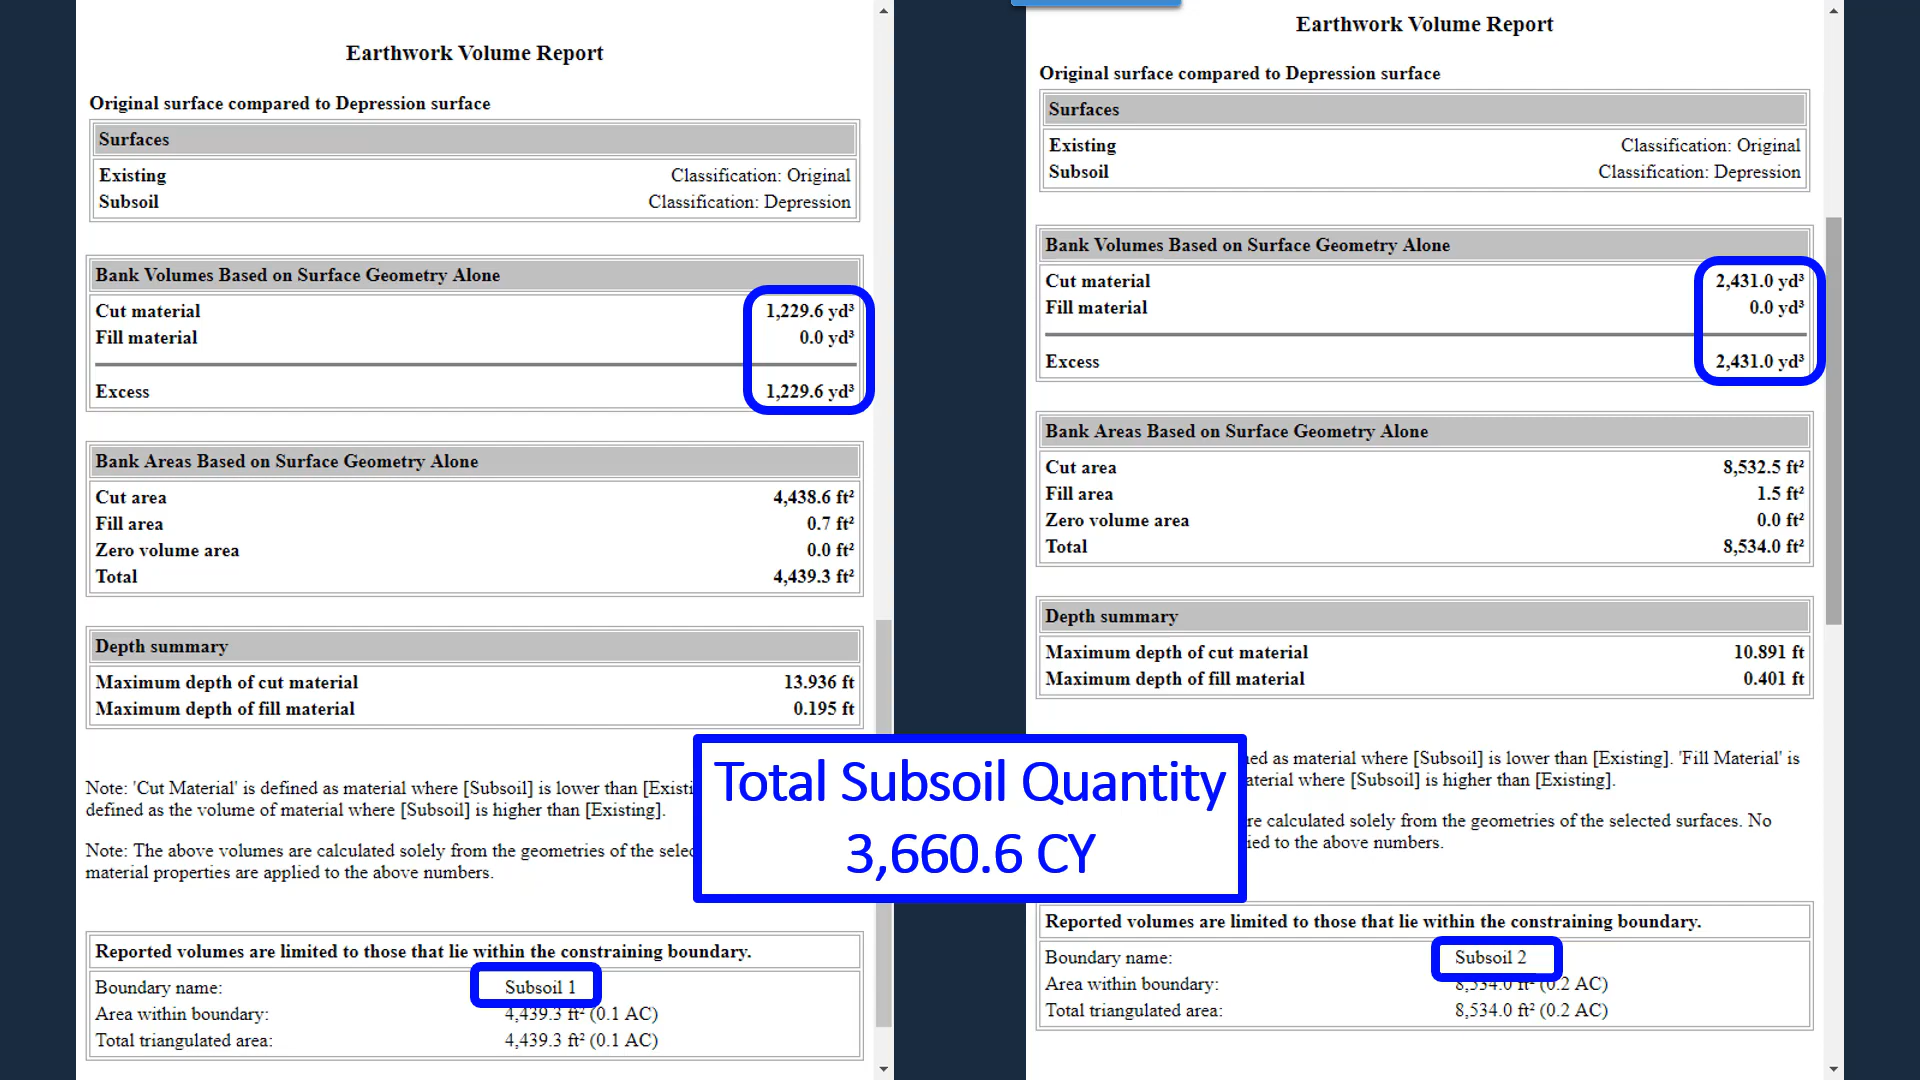 Earthwork Volume Report
Original surface compared to Depression surface
Surfaces
Existing Classification: Original
Subsoil Classification: Depression
Bank Volumes Based on Surface Geometry Alone
Cut material 1,229.6 yd³
Fill material 0.0 yd³
Excess 1,229.6 yd³
Bank Areas Based on Surface Geometry Alone
Cut area 4,438.6 ft²
Fill area 0.7 ft²
Zero volume area 0.0 ft²
Total 4,439.3 ft²
Depth summary
Maximum depth of cut material 13.936 ft
Maximum depth of fill material 0.195 ft
Note: 'Cut Material' is defined as material where [Subsoil] is lower than [Existi
defined as the volume of material where [Subsoil] is higher than [Existing].
Note: The above volumes are calculated solely from the geometries of the selec
material properties are applied to the above numbers.
Reported volumes are limited to those that lie within the constraining boundary.
Boundary name: Subsoil 1
Area within boundary: 4,439.3 ft² (0.1 AC)
Total triangulated area: 4,439.3 ft² (0.1 AC)
Total Subsoil Quantity
3,660.6 CY
Earthwork Volume Report
Original surface compared to Depression surface
Surfaces
Existing Classification: Original
Subsoil Classification: Depression
Bank Volumes Based on Surface Geometry Alone
Cut material 2,431.0 yd³
Fill material 0.0 yd³
Excess 2,431.0 yd³
Bank Areas Based on Surface Geometry Alone
Cut area 8,532.5 ft²
Fill area 1.5 ft²
Zero volume area 0.0 ft²
Total 8,534.0 ft²
Depth summary
Maximum depth of cut material 10.891 ft
Maximum depth of fill material 0.401 ft
ed as material where [Subsoil] is lower than [Existing]. 'Fill Material' is
aterial where [Subsoil] is higher than [Existing].
re calculated solely from the geometries of the selected surfaces. No
ied to the above numbers.
Reported volumes are limited to those that lie within the constraining boundary.
Boundary name: Subsoil 2
Area within boundary: 8,534.0 ft² (0.2 AC)
Total triangulated area: 8,534.0 ft² (0.2 AC)